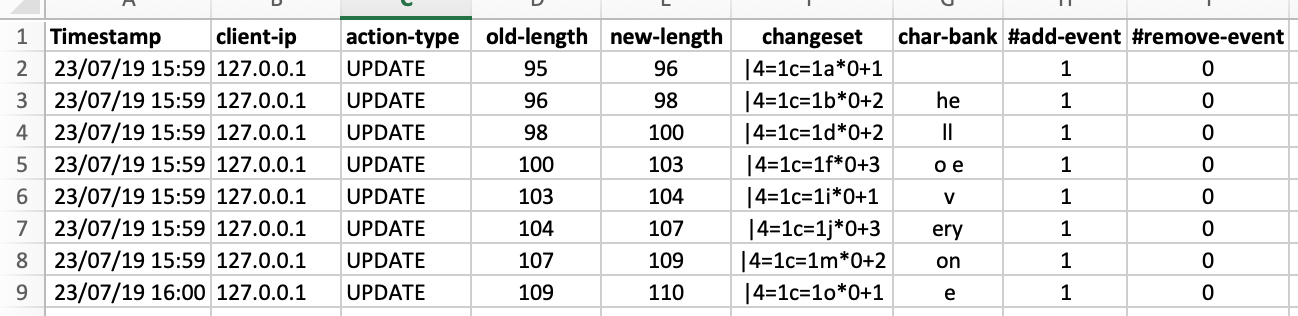 1 Timestamp client-ip action-type old-length new-length changeset char-bank #add-event #remove-event
2 23/07/19 15:59 127.0.0.1 UPDATE 95 96 |4=1c=1a*0+1 1 0
3 23/07/19 15:59 127.0.0.1 UPDATE 96 98 |4=1c=1b*0+2 he 1 0
4 23/07/19 15:59 127.0.0.1 UPDATE 98 100 |4=1c=1d*0+2 ll 1 0
5 23/07/19 15:59 127.0.0.1 UPDATE 100 103 |4=1c=1f*0+3 o e 1 0
6 23/07/19 15:59 127.0.0.1 UPDATE 103 104 |4=1c=1i*0+1 v 1 0
7 23/07/19 15:59 127.0.0.1 UPDATE 104 107 |4=1c=1j*0+3 ery 1 0
8 23/07/19 15:59 127.0.0.1 UPDATE 107 109 |4=1c=1m*0+2 on 1 0
9 23/07/19 16:00 127.0.0.1 UPDATE 109 110 |4=1c=1o*0+1 e 1 0